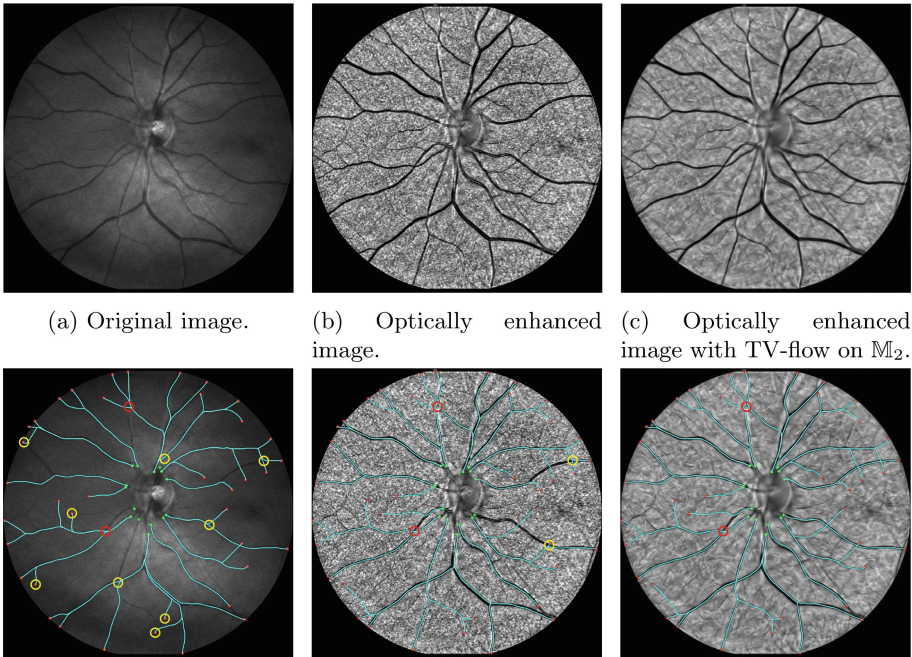 (a) Original image.
(b) Optically enhanced
image.
(c) Optically enhanced
image with TV-flow on 𝕄₂.